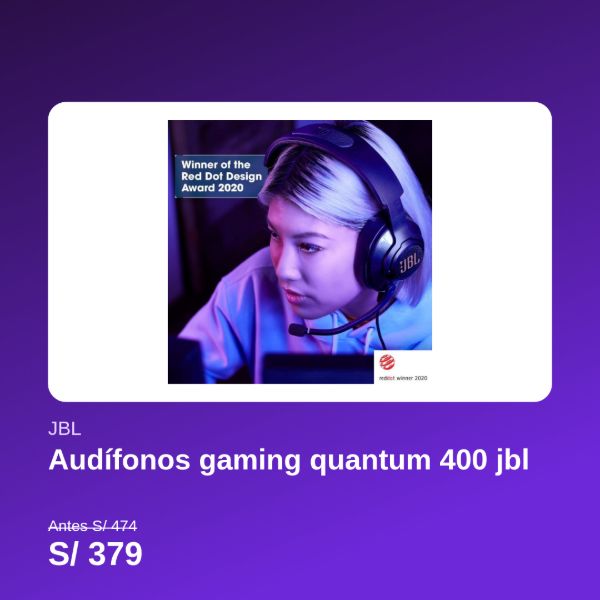 Winner of the
Red Dot Design
Award 2020
JBL
reddot winner 2020
JBL
Audífonos gaming quantum 400 jbl
Antes S/ 474
S/ 379